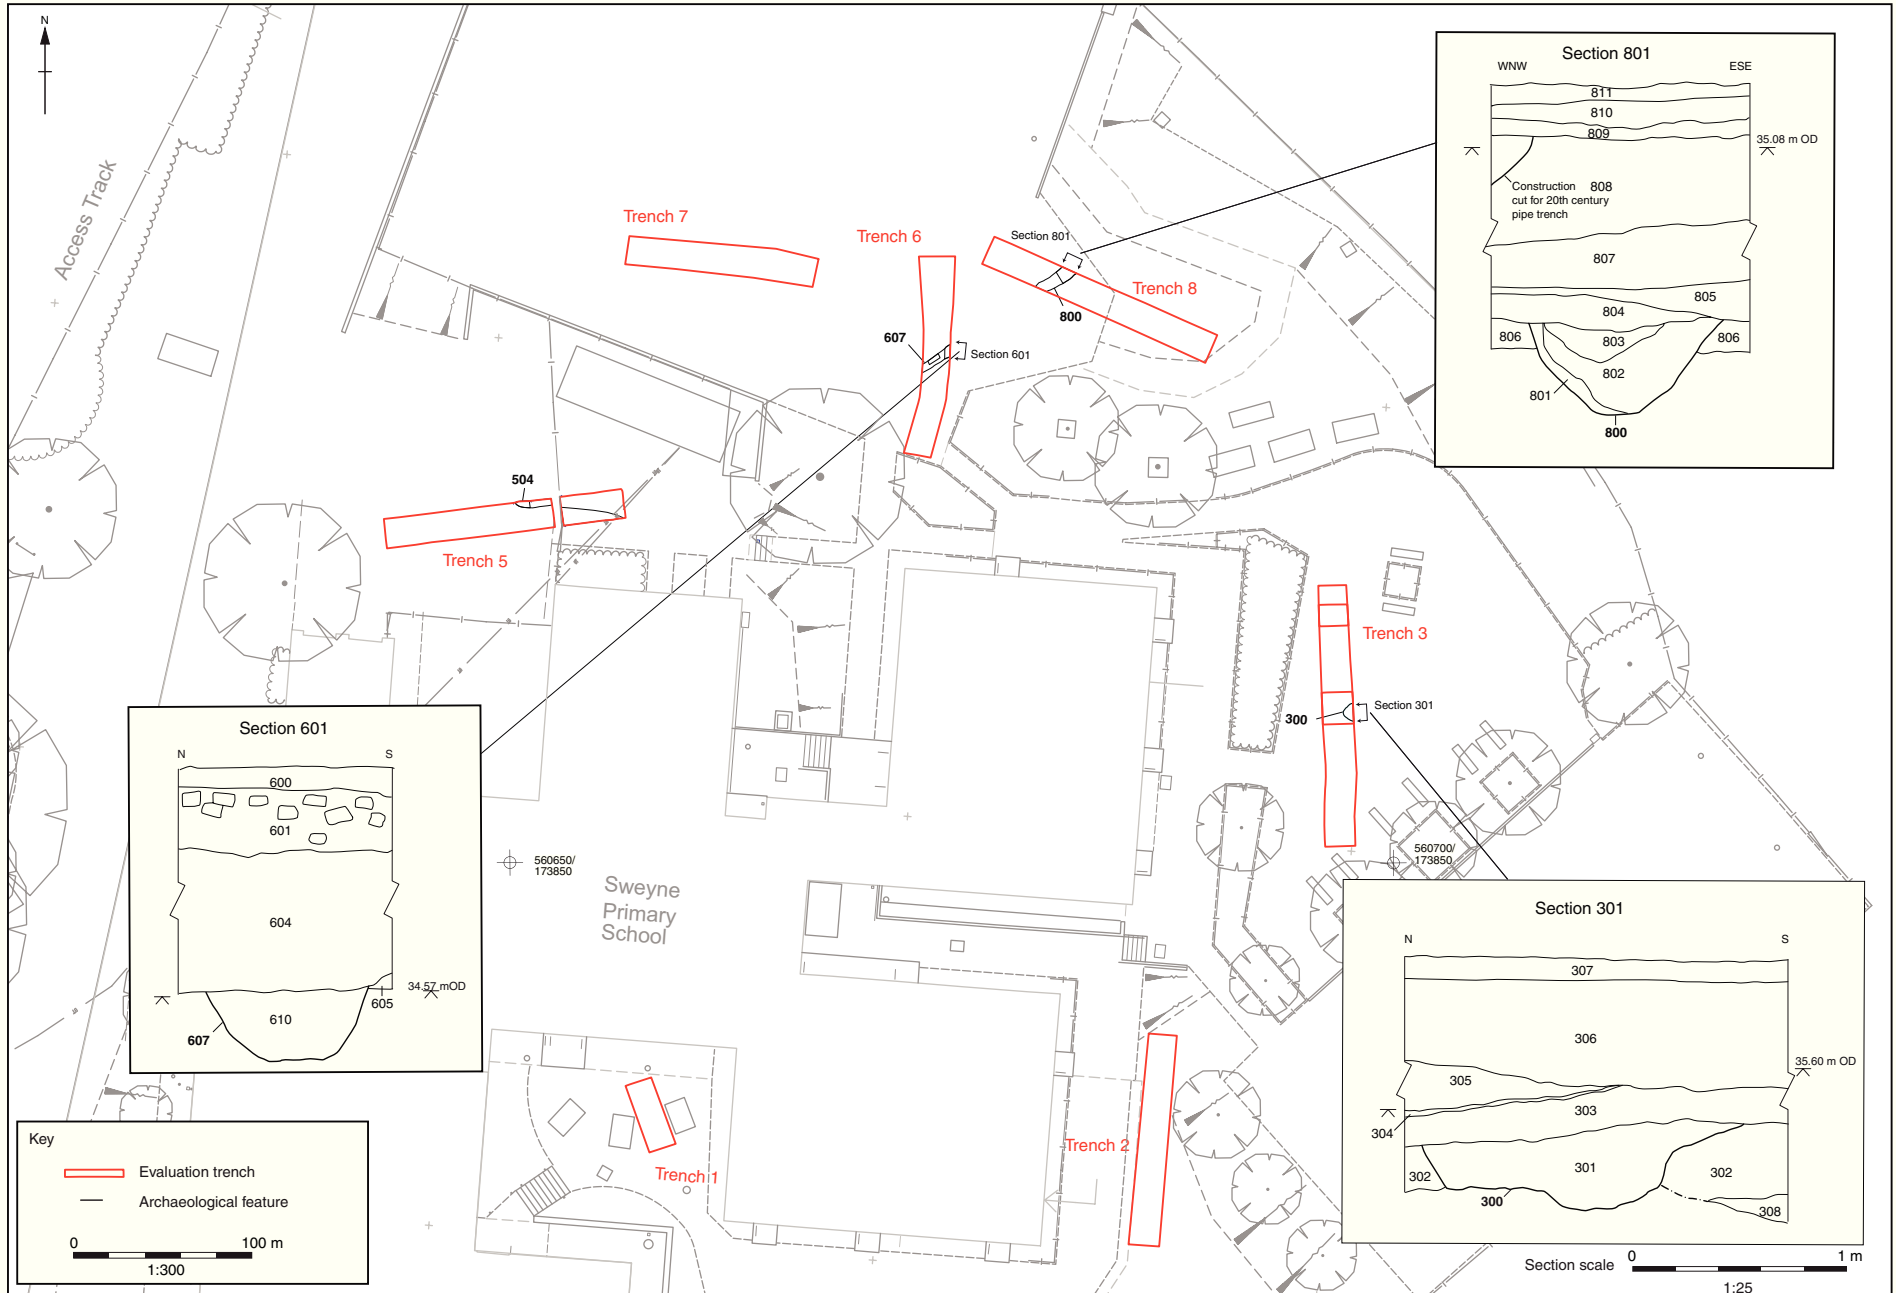 N
Access Track
Trench 7
Trench 6
Section 801
Trench 8
800
607
Section 601
504
Trench 5
Trench 3
300
Section 301
560650/
173850
560700/
173850
Sweyne
Primary
School
Trench 2
Trench 1
Section 801
WNW
ESE
811
810
809
35.08 m OD
Construction
cut for 20th century
pipe trench
808
807
805
804
806
803
806
802
801
800
Section 601
N
S
600
601
604
34.57 mOD
605
610
607
Section 301
N
S
307
306
35.60 m OD
305
303
304
302
301
302
300
308
Key
Evaluation trench
Archaeological feature
0
100 m
1:300
Section scale
0
1 m
1:25